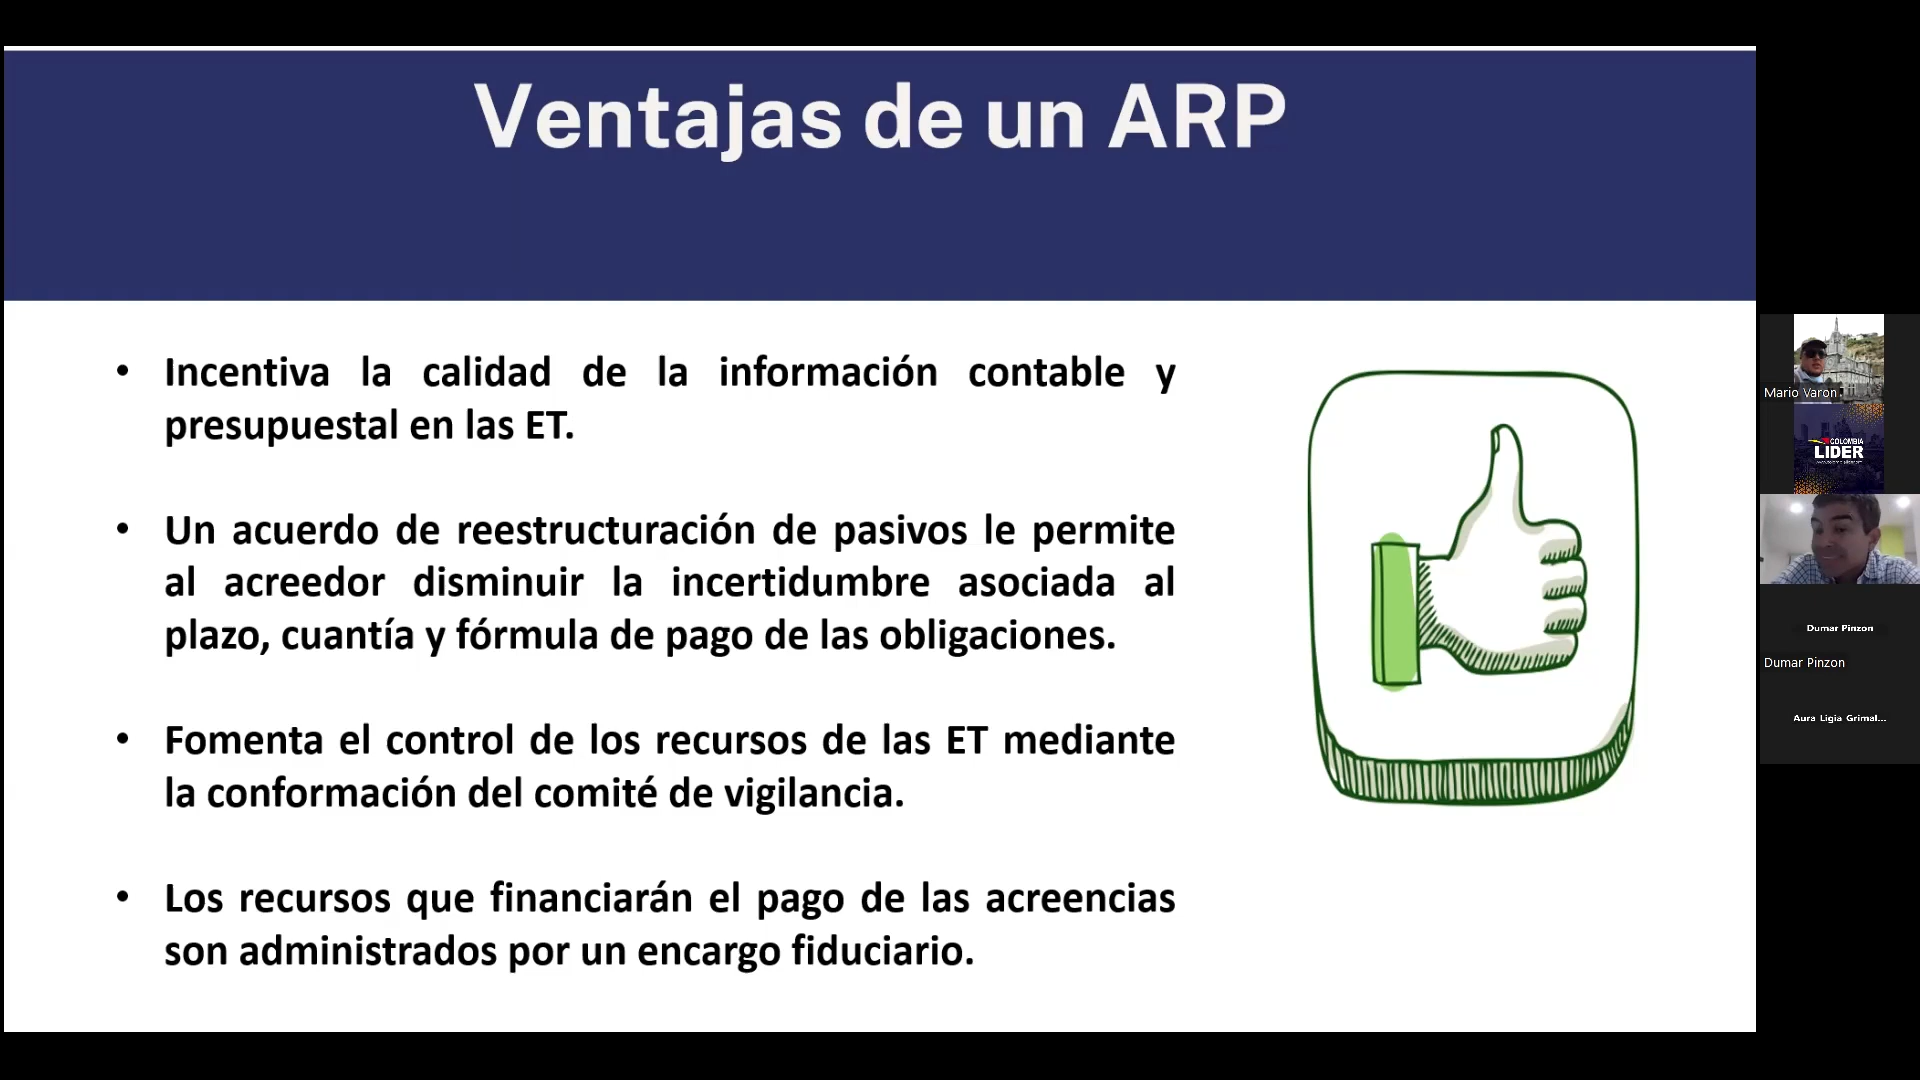 Ventajas de un ARP
• Incentiva la calidad de la información contable y
presupuestal en las ET.
• Un acuerdo de reestructuración de pasivos le permite
al acreedor disminuir la incertidumbre asociada al
plazo, cuantía y fórmula de pago de las obligaciones.
• Fomenta el control de los recursos de las ET mediante
la conformación del comité de vigilancia.
• Los recursos que financiarán el pago de las acreencias
son administrados por un encargo fiduciario.
Mario Varon
COLOMBIA
LIDER
Dumar Pinzon
Dumar Pinzon
Aura Ligia Grimal...